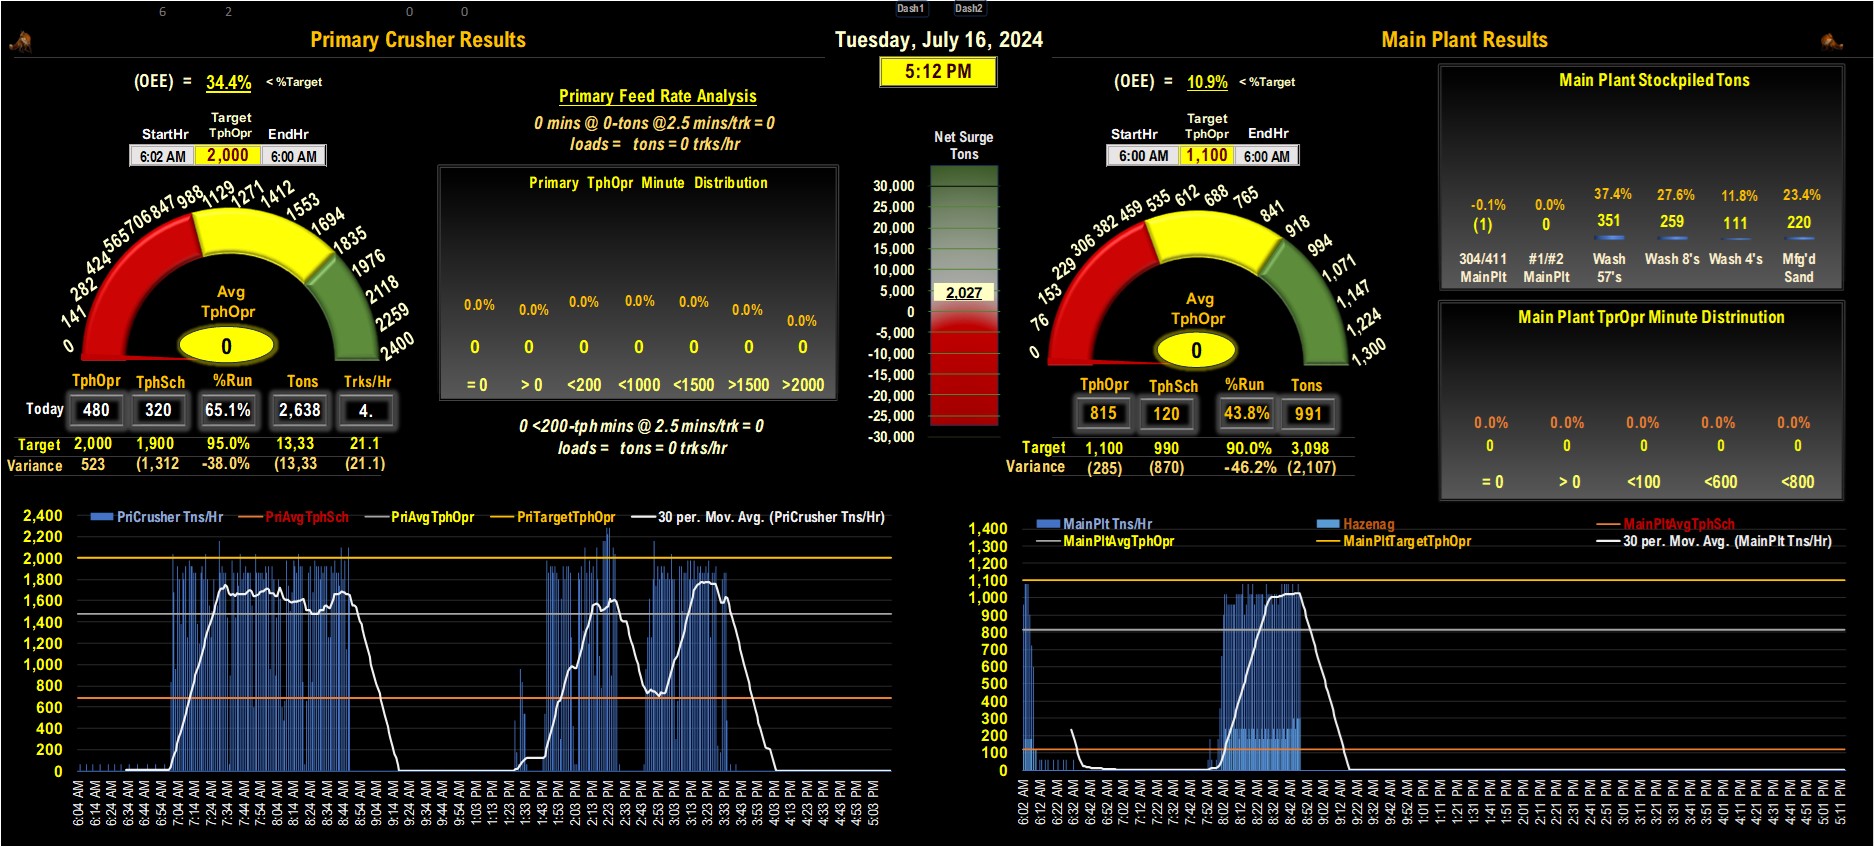 6 2 0 0 Dash1 Dash2
Primary Crusher Results
Tuesday, July 16, 2024
Main Plant Results
5:12 PM
(OEE) = 34.4% < %Target
Target
StartHr TphOpr EndHr
6:02 AM 2,000 6:00 AM
0 141 282 424 565 706 847 988 1129 1271 1412 1553 1694 1835 1976 2118 2259 2400
Avg
TphOpr
0
TphOpr TphSch %Run Tons Trks/Hr
Today 480 320 65.1% 2,638 4.
Target 2,000 1,900 95.0% 13,33 21.1
Variance 523 (1,312 -38.0% (13,33 (21.1)
Primary Feed Rate Analysis
0 mins @ 0-tons @2.5 mins/trk = 0
loads = tons = 0 trks/hr
Primary TphOpr Minute Distribution
0.0% 0.0% 0.0% 0.0% 0.0% 0.0% 0.0%
0 0 0 0 0 0 0
= 0 > 0 <200 <1000 <1500 >1500 >2000
0 <200-tph mins @ 2.5 mins/trk = 0
loads = tons = 0 trks/hr
Net Surge
Tons
30,000
25,000
20,000
15,000
10,000
5,000
2,027
0
-5,000
-10,000
-15,000
-20,000
-25,000
-30,000
(OEE) = 10.9% < %Target
Target
StartHr TphOpr EndHr
6:00 AM 1,100 6:00 AM
0 76 153 229 306 382 459 535 612 688 765 841 918 994 1,071 1,147 1,224 1,300
Avg
TphOpr
0
TphOpr TphSch %Run Tons
815 120 43.8% 991
Target 1,100 990 90.0% 3,098
Variance (285) (870) -46.2% (2,107)
Main Plant Stockpiled Tons
-0.1% 0.0% 37.4% 27.6% 11.8% 23.4%
(1) 0 351 259 111 220
304/411 #1/#2 Wash Wash 8's Wash 4's Mfg'd
MainPlt MainPlt 57's Sand
Main Plant TprOpr Minute Distrinution
0.0% 0.0% 0.0% 0.0% 0.0%
0 0 0 0 0
= 0 > 0 <100 <600 <800
PriCrusher Tns/Hr PriAvgTphSch PriAvgTphOpr PriTargetTphOpr 30 per. Mov. Avg. (PriCrusher Tns/Hr)
2,400
2,200
2,000
1,800
1,600
1,400
1,200
1,000
800
600
400
200
0
6:04 AM 6:14 AM 6:24 AM 6:34 AM 6:44 AM 6:54 AM 7:04 AM 7:14 AM 7:24 AM 7:34 AM 7:44 AM 7:54 AM 8:04 AM 8:14 AM 8:24 AM 8:34 AM 8:44 AM 8:54 AM 9:04 AM 9:14 AM 9:24 AM 9:34 AM 9:44 AM 9:54 AM 1:03 PM 1:13 PM 1:23 PM 1:33 PM 1:43 PM 1:53 PM 2:03 PM 2:13 PM 2:23 PM 2:33 PM 2:43 PM 2:53 PM 3:03 PM 3:13 PM 3:23 PM 3:33 PM 3:43 PM 3:53 PM 4:03 PM 4:13 PM 4:23 PM 4:33 PM 4:43 PM 4:53 PM 5:03 PM
MainPlt Tns/Hr Hazenag MainPltAvgTphSch
MainPltAvgTphOpr MainPltTargetTphOpr 30 per. Mov. Avg. (MainPlt Tns/Hr)
1,400
1,300
1,200
1,100
1,000
900
800
700
600
500
400
300
200
100
0
6:02 AM 6:12 AM 6:22 AM 6:32 AM 6:42 AM 6:52 AM 7:02 AM 7:12 AM 7:22 AM 7:32 AM 7:42 AM 7:52 AM 8:02 AM 8:12 AM 8:22 AM 8:32 AM 8:42 AM 8:52 AM 9:02 AM 9:12 AM 9:22 AM 9:32 AM 9:42 AM 9:52 AM 1:01 PM 1:11 PM 1:21 PM 1:31 PM 1:41 PM 1:51 PM 2:01 PM 2:11 PM 2:21 PM 2:31 PM 2:41 PM 2:51 PM 3:01 PM 3:11 PM 3:21 PM 3:31 PM 3:41 PM 3:51 PM 4:01 PM 4:11 PM 4:21 PM 4:31 PM 4:41 PM 4:51 PM 5:01 PM 5:11 PM